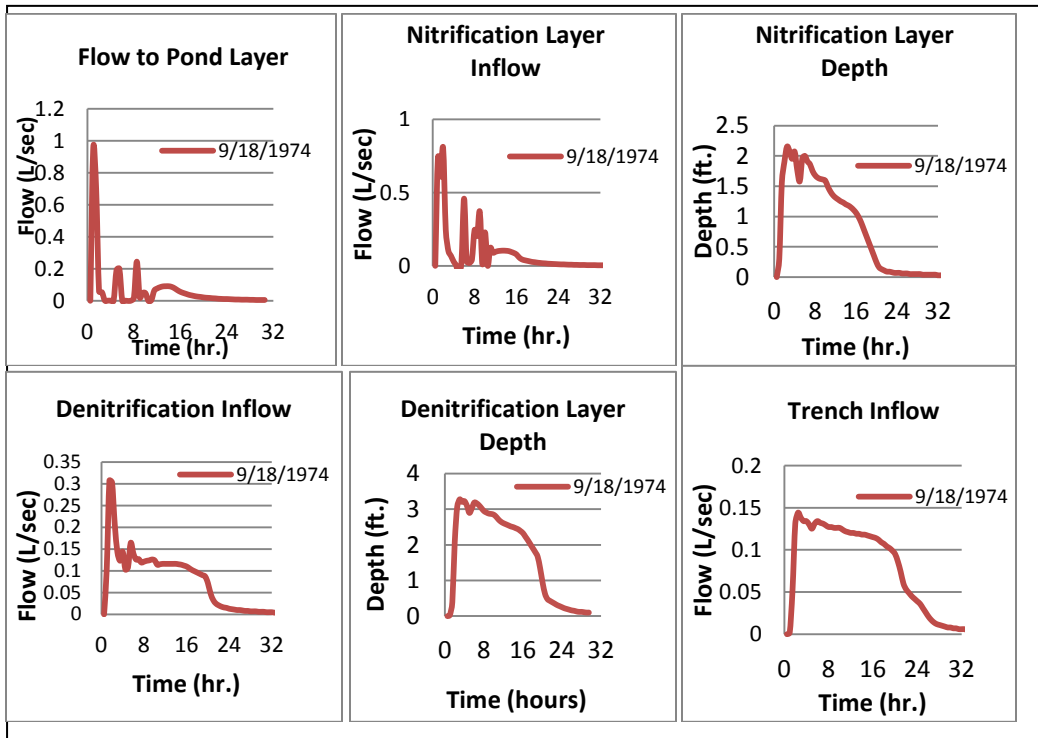 Flow to Pond Layer
Flow (L/sec)
1.2
1
0.8
0.6
0.4
0.2
0
9/18/1974
0 8 16 24 32
Time (hr.)
Nitrification Layer
Inflow
Flow (L/sec)
1
0.5
0
9/18/1974
0 8 16 24 32
Time (hr.)
Nitrification Layer
Depth
Depth (ft.)
2.5
2
1.5
1
0.5
0
9/18/1974
0 8 16 24 32
Time (hr.)
Denitrification Inflow
Flow (L/sec)
0.35
0.3
0.25
0.2
0.15
0.1
0.05
0
9/18/1974
0 8 16 24 32
Time (hr.)
Denitrification Layer
Depth
Depth (ft.)
4
3
2
1
0
9/18/1974
0 8 16 24 32
Time (hours)
Trench Inflow
Flow (L/sec)
0.2
0.15
0.1
0.05
0
9/18/1974
0 8 16 24 32
Time (hr.)